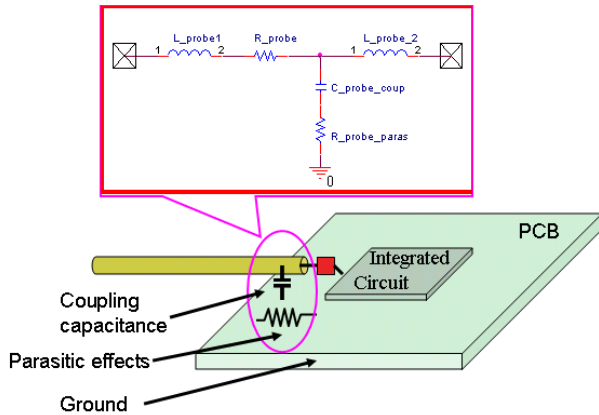 L_probe1
R_probe
L_probe_2
1
2
1
2
C_probe_coup
R_probe_paras
0
PCB
Integrated
Circuit
Coupling
capacitance
Parasitic effects
Ground